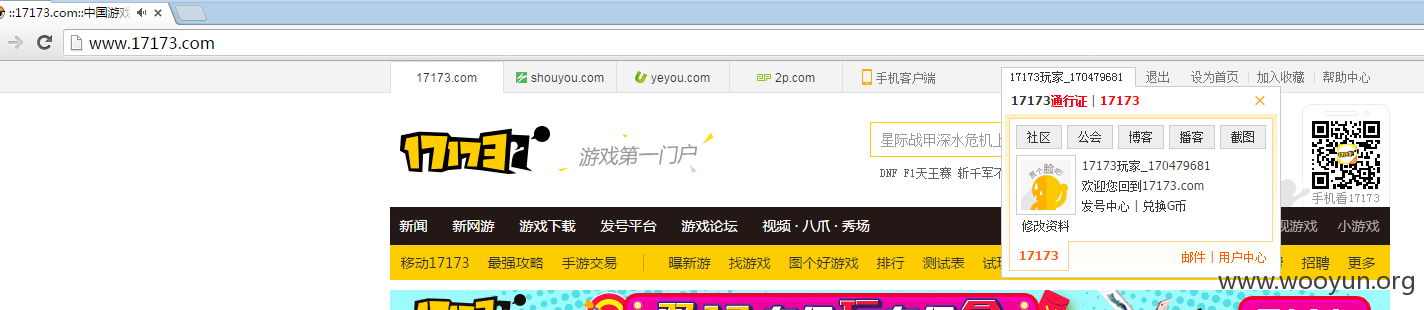 ::17173.com::中国游戏
www.17173.com
17173.com shouyou.com yeyou.com 2p.com 手机客户端 17173玩家_170479681 退出 设为首页 加入收藏 帮助中心
17173通行证 | 17173
17173 游戏第一门户
星际战甲深水危机上
DNF F1天王赛 斩千军
社区 公会 博客 播客 截图
17173玩家_170479681
欢迎您回到17173.com
发号中心 | 兑换G币
修改资料
手机看17173
新闻 新网游 游戏下载 发号平台 游戏论坛 视频 · 八爪 · 秀场 游戏 小游戏
移动17173 最强攻略 手游交易 曝新游 找游戏 图个好游戏 排行 测试表 招聘 更多
17173
邮件 | 用户中心
www.wooyun.org